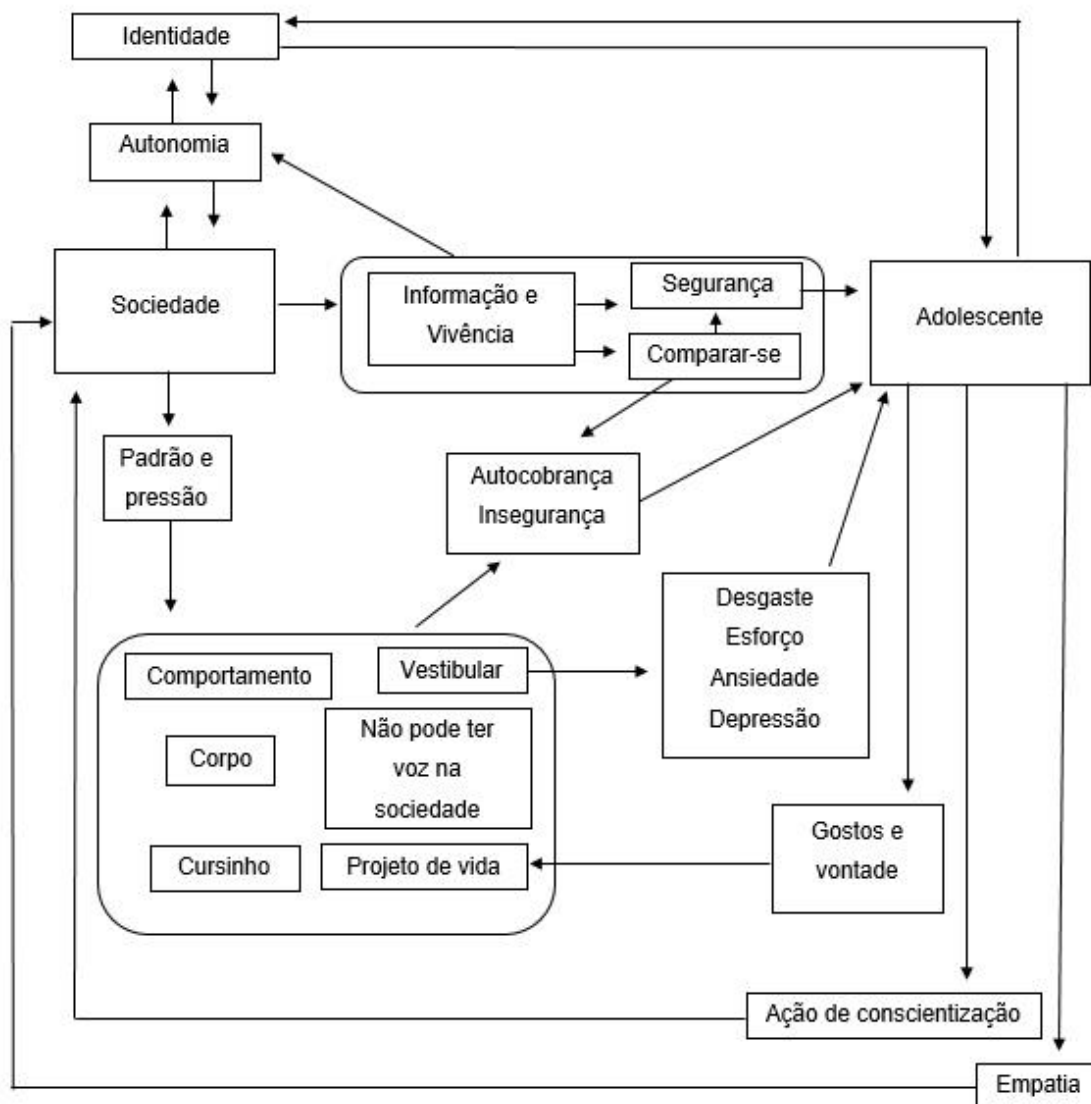 Identidade
Autonomia
Sociedade
Informação e
Vivência
Segurança
Comparar-se
Adolescente
Padrão e
pressão
Autocobrança
Insegurança
Desgaste
Esforço
Ansiedade
Depressão
Comportamento
Vestibular
Corpo
Não pode ter
voz na
sociedade
Cursinho
Projeto de vida
Gostos e
vontade
Ação de conscientização
Empatia